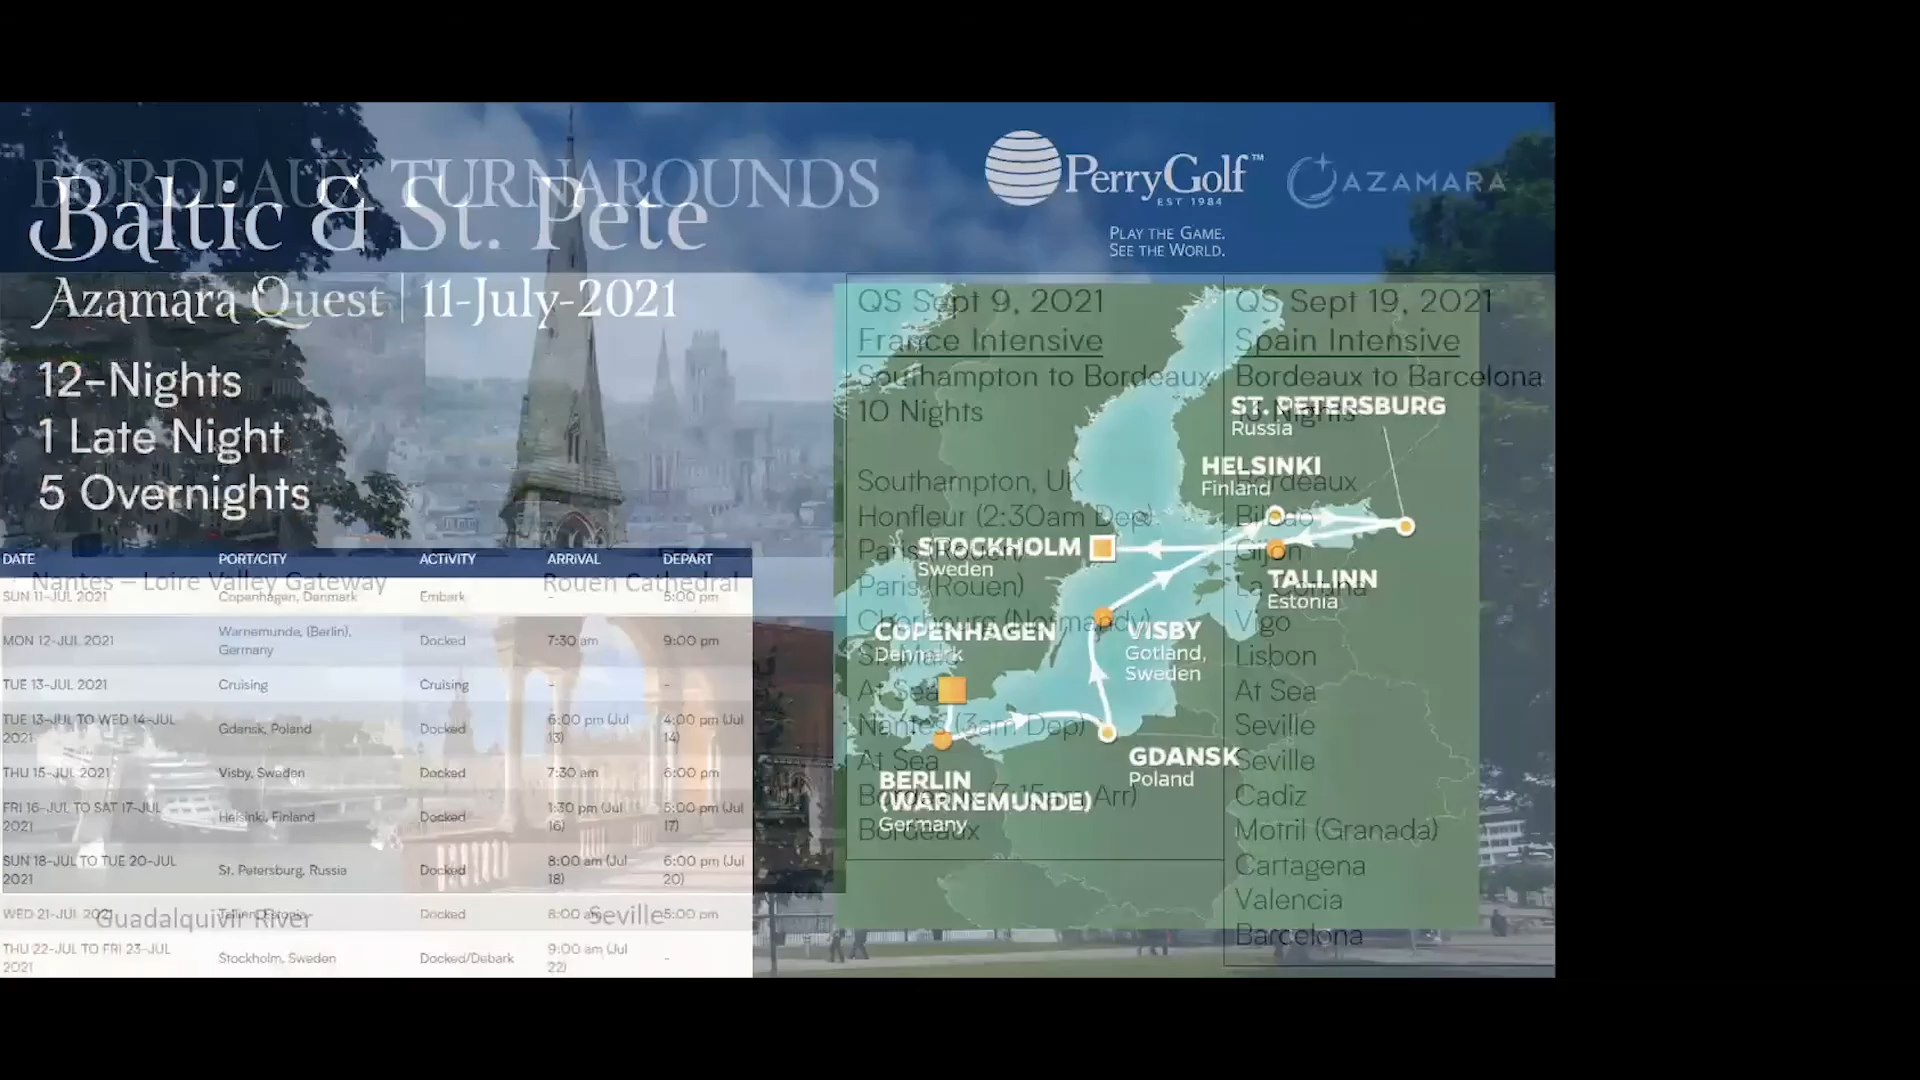 BORDEAUX TURNAROUNDS
Baltic & St. Pete
Azamara Quest | 11-July-2021
12-Nights
1 Late Night
5 Overnights
PerryGolf™
EST 1984
PLAY THE GAME.
SEE THE WORLD.
AZAMARA
DATE PORT/CITY ACTIVITY ARRIVAL DEPART
SUN 11-JUL 2021 Copenhagen, Denmark Embark - 5:00 pm
MON 12-JUL 2021 Warnemunde, (Berlin), Germany Docked 7:30 am 9:00 pm
TUE 13-JUL 2021 Cruising Cruising - -
TUE 13-JUL TO WED 14-JUL 2021 Gdansk, Poland Docked 6:00 pm (Jul 13) 4:00 pm (Jul 14)
THU 15-JUL 2021 Visby, Sweden Docked 7:30 am 6:00 pm
FRI 16-JUL TO SAT 17-JUL 2021 Helsinki, Finland Docked 1:30 pm (Jul 16) 5:00 pm (Jul 17)
SUN 18-JUL TO TUE 20-JUL 2021 St. Petersburg, Russia Docked 8:00 am (Jul 18) 6:00 pm (Jul 20)
WED 21-JUL 2021 Tallinn, Estonia Docked 8:00 am 5:00 pm
THU 22-JUL TO FRI 23-JUL 2021 Stockholm, Sweden Docked/Debark 9:00 am (Jul 22) -
Nantes – Loire Valley Gateway
Rouen Cathedral
Guadalquivir River
Seville
QS Sept 9, 2021
France Intensive
Southampton to Bordeaux
10 Nights
Southampton, UK
Honfleur (2:30am Dep)
Paris (Rouen)
Paris (Rouen)
Cherbourg (Normandy)
At Sea
Nantes (3am Dep)
At Sea
Bordeaux
QS Sept 19, 2021
Spain Intensive
Bordeaux to Barcelona
Nights
Bordeaux
Bilbao
Gijon
La Coruna
Vigo
Lisbon
At Sea
Seville
Seville
Cadiz
Motril (Granada)
Cartagena
Valencia
Barcelona
ST. PETERSBURG
Russia
HELSINKI
Finland
STOCKHOLM
Sweden
TALLINN
Estonia
COPENHAGEN
Denmark
VISBY
Gotland,
Sweden
GDANSK
Poland
BERLIN
(WARNEMUNDE)
Germany